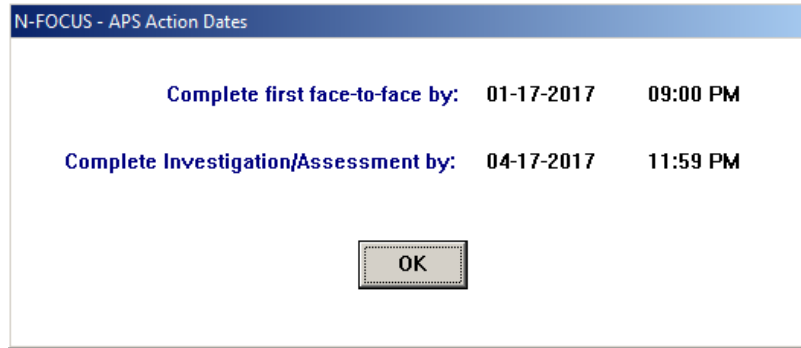 N-FOCUS - APS Action Dates
Complete first face-to-face by: 01-17-2017 09:00 PM
Complete Investigation/Assessment by: 04-17-2017 11:59 PM
OK